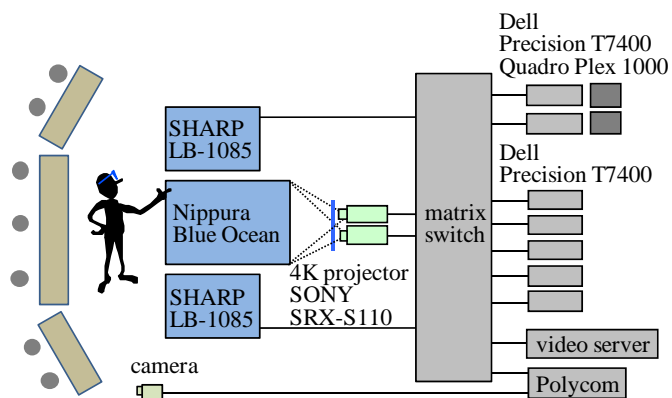 Dell
Precision T7400
Quadro Plex 1000
SHARP
LB-1085
Dell
Precision T7400
Nippura
Blue Ocean
matrix
switch
4K projector
SONY
SRX-S110
SHARP
LB-1085
video server
camera
Polycom